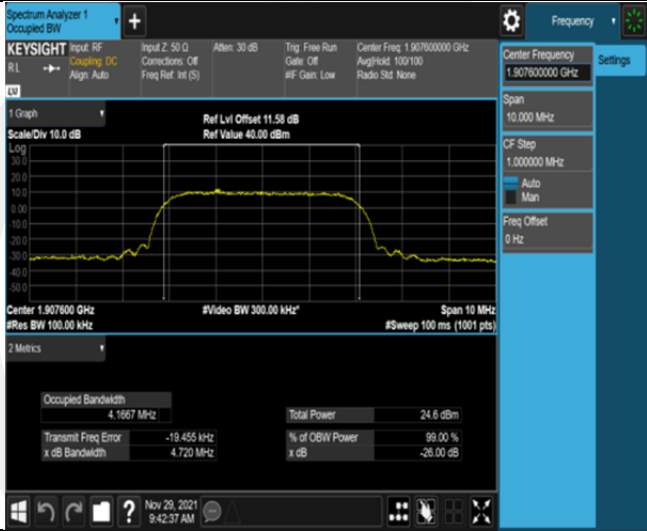 Spectrum Analyzer 1
Occupied BW
+
Frequency
KEYSIGHT
RL
Input: RF
Coupling: DC
Align: Auto
Input Z: 50 Ω
Corrections: Off
Freq Ref: Int (S)
Atten: 30 dB
Trig: Free Run
Gate: Off
#IF Gain: Low
Center Freq: 1.907600000 GHz
Avg|Hold: 100/100
Radio Std: None
LV
Center Frequency
1.907600000 GHz
Settings
Span
10.000 MHz
CF Step
1.000000 MHz
Auto
Man
Freq Offset
0 Hz
1 Graph
Scale/Div 10.0 dB
Ref Lvl Offset 11.58 dB
Ref Value 40.00 dBm
Log
30.0
20.0
10.0
0.00
-10.0
-20.0
-30.0
-40.0
-50.0
Center 1.907600 GHz
#Res BW 100.00 kHz
#Video BW 300.00 kHz*
Span 10 MHz
#Sweep 100 ms (1001 pts)
2 Metrics
Occupied Bandwidth
4.1667 MHz
Total Power 24.6 dBm
Transmit Freq Error -19.455 kHz
% of OBW Power 99.00 %
x dB Bandwidth 4.720 MHz
x dB -26.00 dB
?
Nov 29, 2021
9:42:37 AM